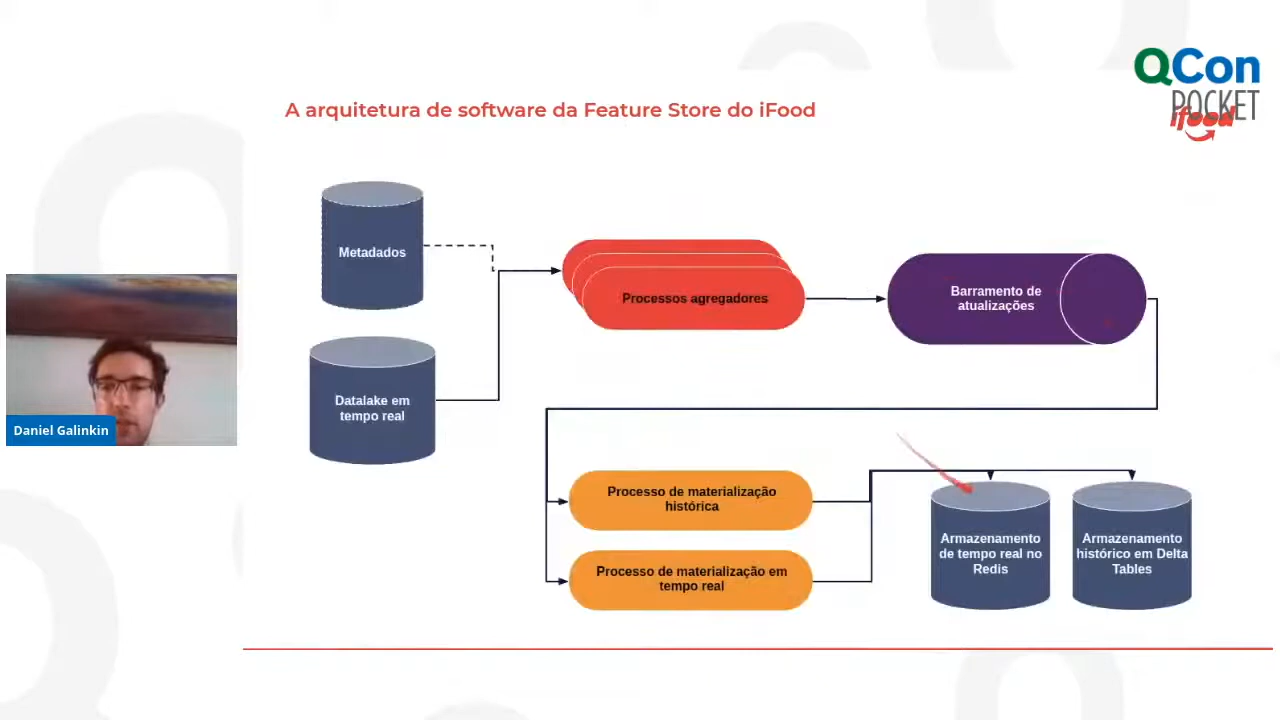 QCon
POCKET
ifood
A arquitetura de software da Feature Store do iFood
Metadados
Processos agregadores
Barramento de
atualizações
Datalake em
tempo real
Daniel Galinkin
Processo de materialização
histórica
Processo de materialização em
tempo real
Armazenamento
de tempo real no
Redis
Armazenamento
histórico em Delta
Tables